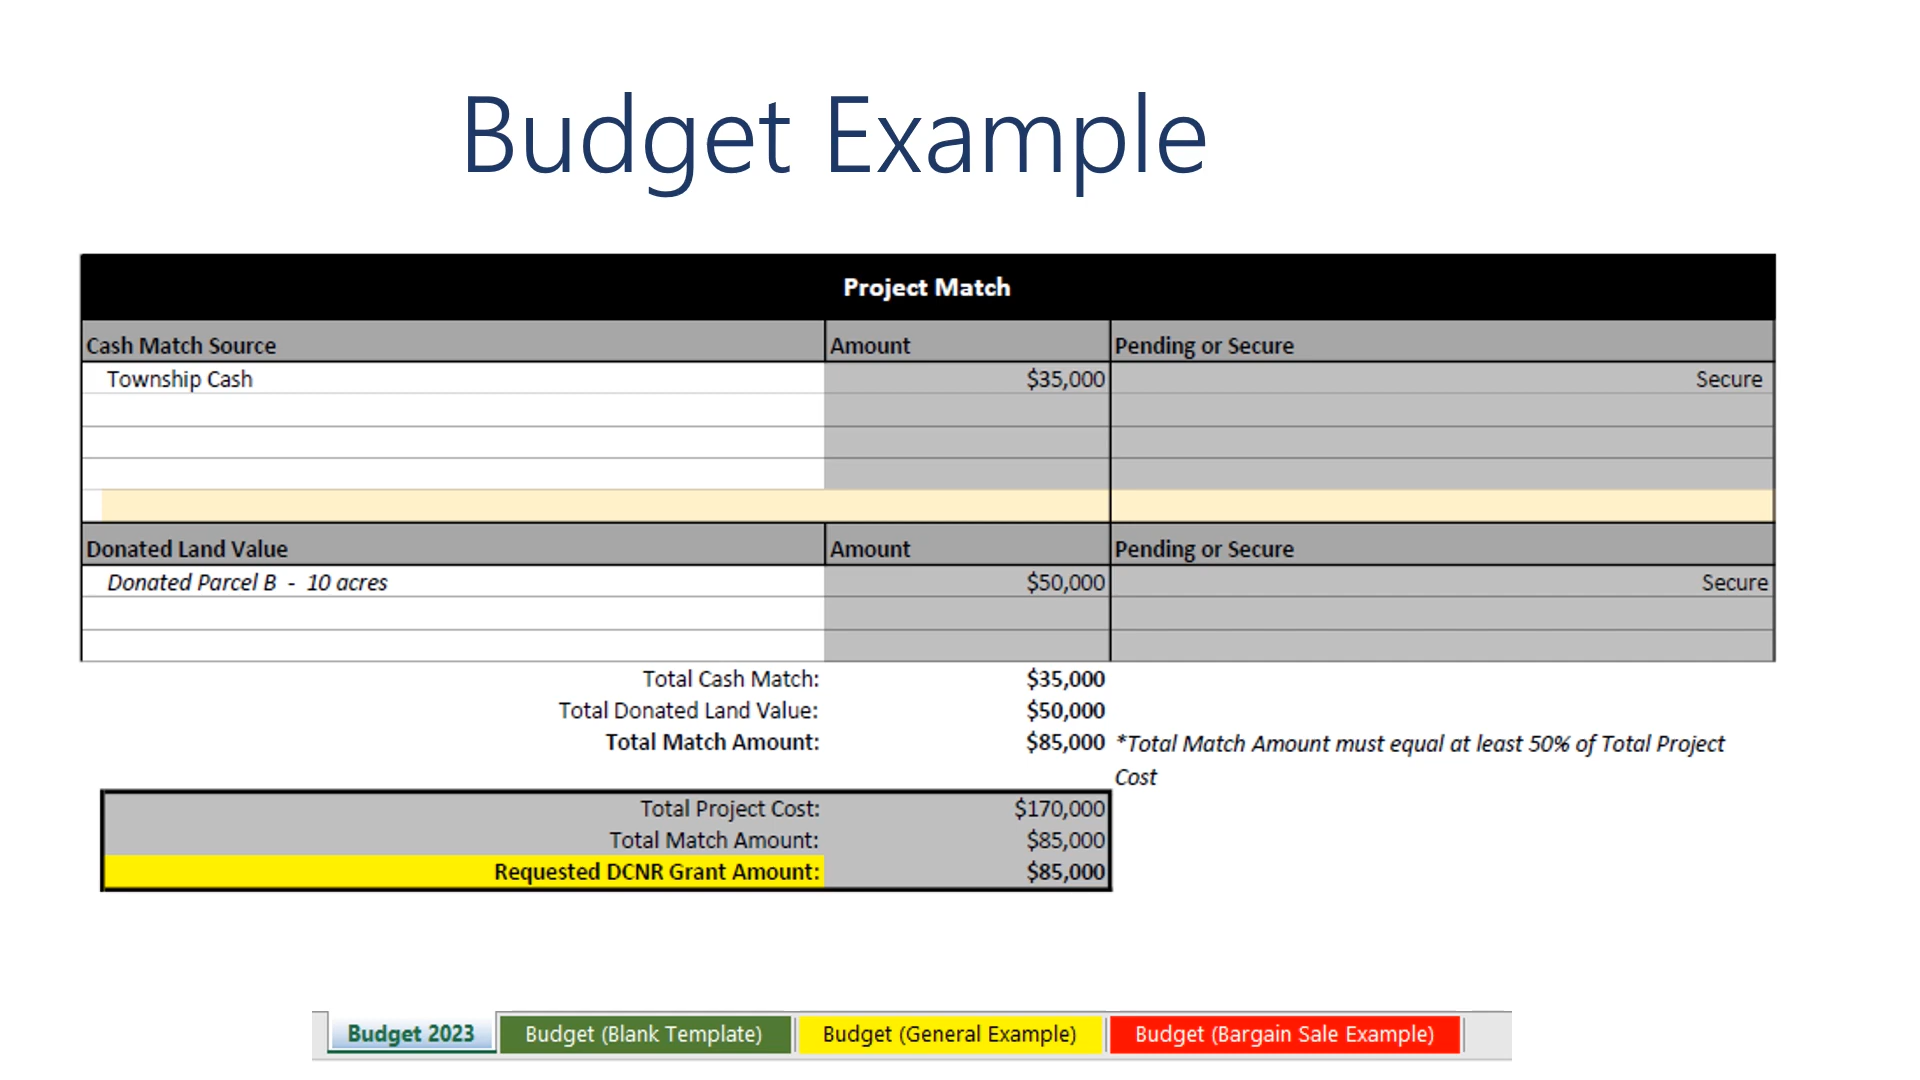 Budget Example
Project Match
Cash Match Source Amount Pending or Secure
Township Cash $35,000 Secure
Donated Land Value Amount Pending or Secure
Donated Parcel B - 10 acres $50,000 Secure
Total Cash Match: $35,000
Total Donated Land Value: $50,000
Total Match Amount: $85,000 *Total Match Amount must equal at least 50% of Total Project
Cost
Total Project Cost: $170,000
Total Match Amount: $85,000
Requested DCNR Grant Amount: $85,000
Budget 2023 Budget (Blank Template) Budget (General Example) Budget (Bargain Sale Example)